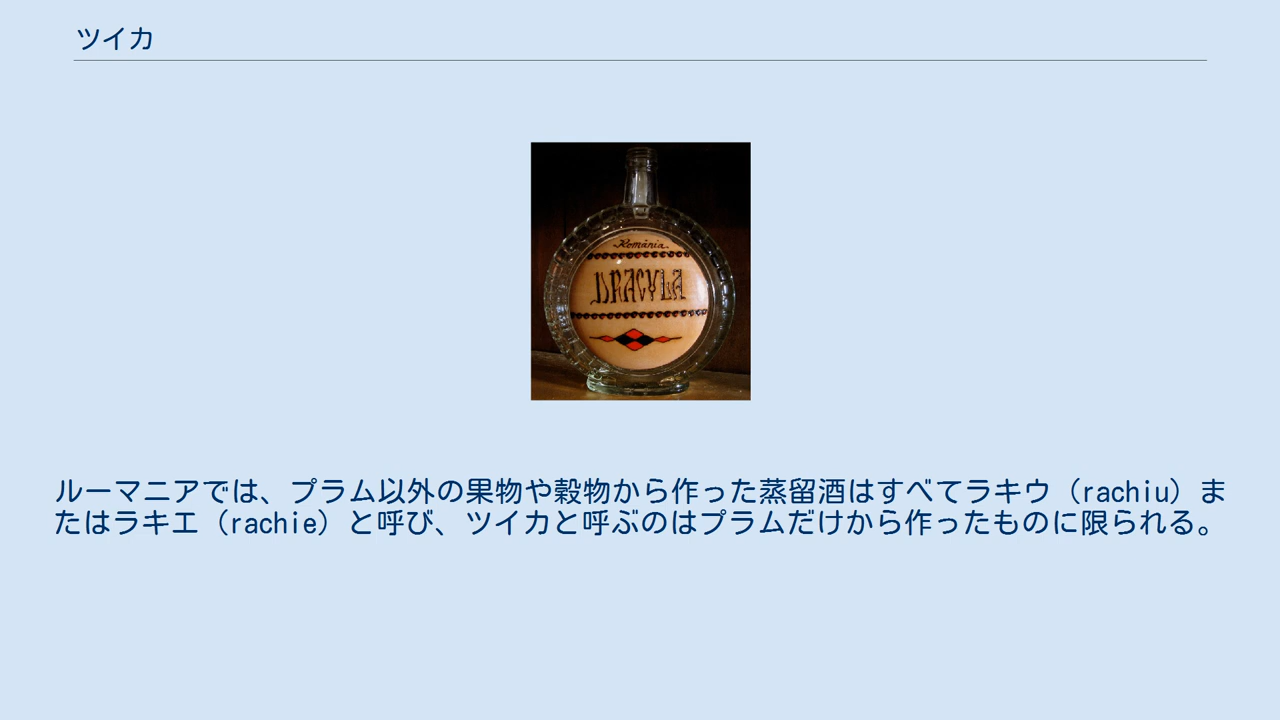 ツイカ
România
DRACULA
ルーマニアでは、プラム以外の果物や穀物から作った蒸留酒はすべてラキウ（rachiu）ま
たはラキエ（rachie）と呼び、ツイカと呼ぶのはプラムだけから作ったものに限られる。